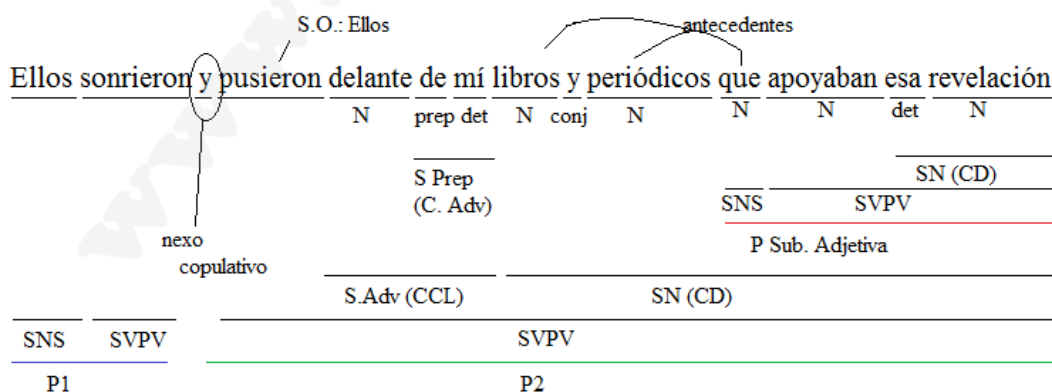 S.O.: Ellos antecedentes
Ellos sonrieron y pusieron delante de mí libros y periódicos que apoyaban esa revelación
N prep det N conj N N N det N
S Prep SN (CD)
(C. Adv) SNS SVPV
nexo P Sub. Adjetiva
copulativo
S.Adv (CCL) SN (CD)
SNS SVPV SVPV
P1 P2